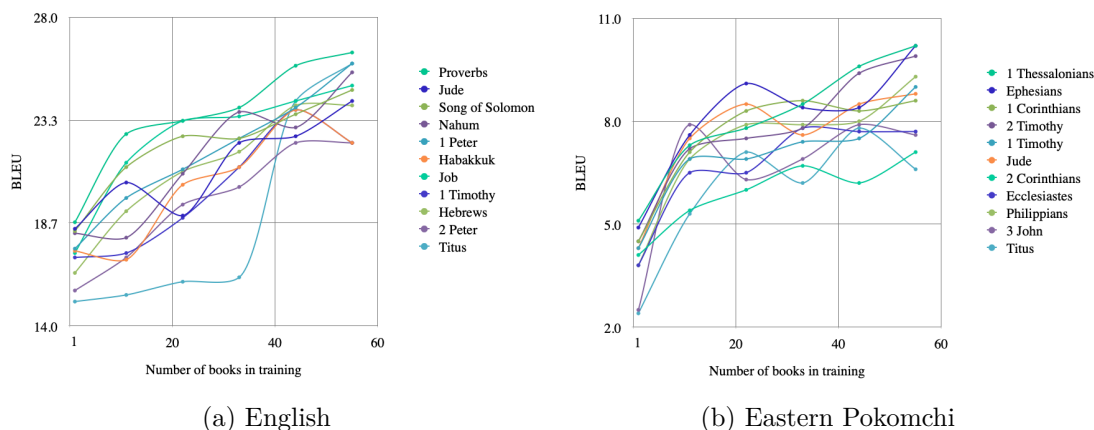 28.0
23.3
18.7
14.0
BLEU
1
20
40
60
Number of books in training
Proverbs
Jude
Song of Solomon
Nahum
1 Peter
Habakkuk
Job
1 Timothy
Hebrews
2 Peter
Titus
(a) English
11.0
8.0
5.0
2.0
BLEU
1
20
40
60
Number of books in training
1 Thessalonians
Ephesians
1 Corinthians
2 Timothy
1 Timothy
Jude
2 Corinthians
Ecclesiastes
Philippians
3 John
Titus
(b) Eastern Pokomchi